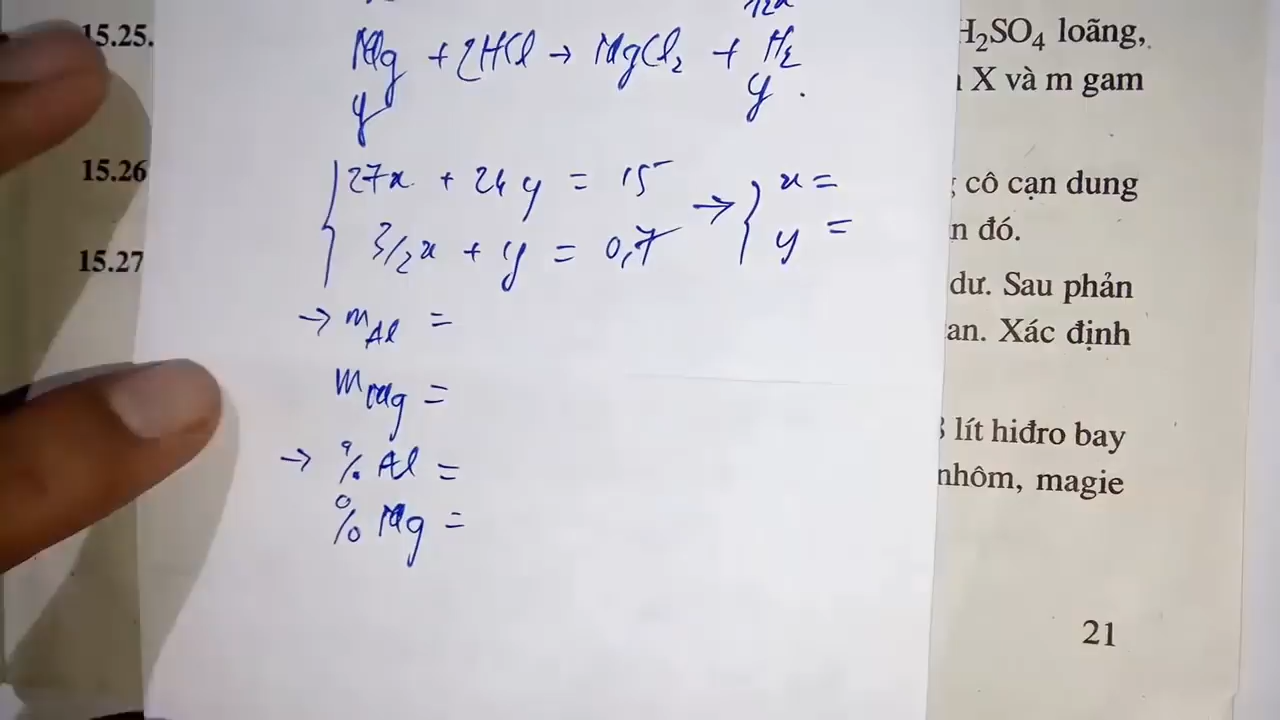 15.25.
H₂SO₄ loãng,
Mg + 2HCl → MgCl₂ + H₂
X và m gam
y y.
15.26
27x + 24y = 15 → x =
cô cạn dung
3/2x + y = 0,7 y =
n đó.
15.27
dư. Sau phản
→ mAl =
an. Xác định
mMg =
lít hiđro bay
→ % Al =
nhôm, magie
% Mg =
21